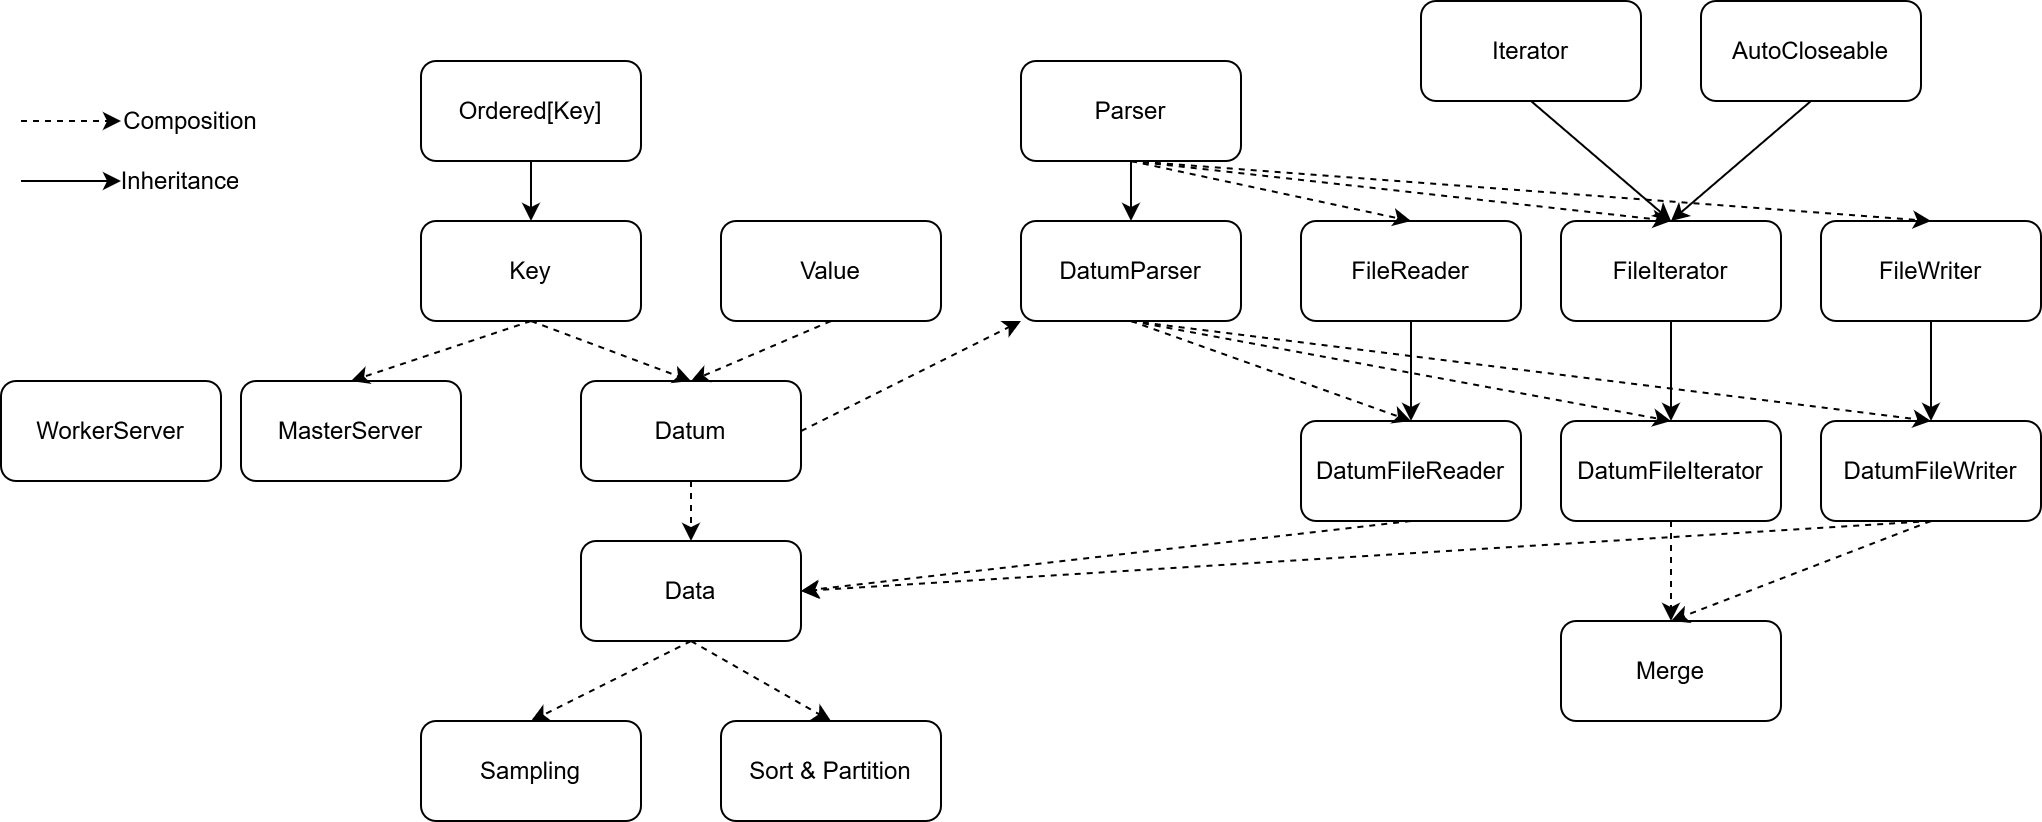 Iterator
AutoCloseable
Ordered[Key]
Parser
Composition
Inheritance
Key
Value
DatumParser
FileReader
FileIterator
FileWriter
WorkerServer
MasterServer
Datum
DatumFileReader
DatumFileIterator
DatumFileWriter
Data
Merge
Sampling
Sort & Partition